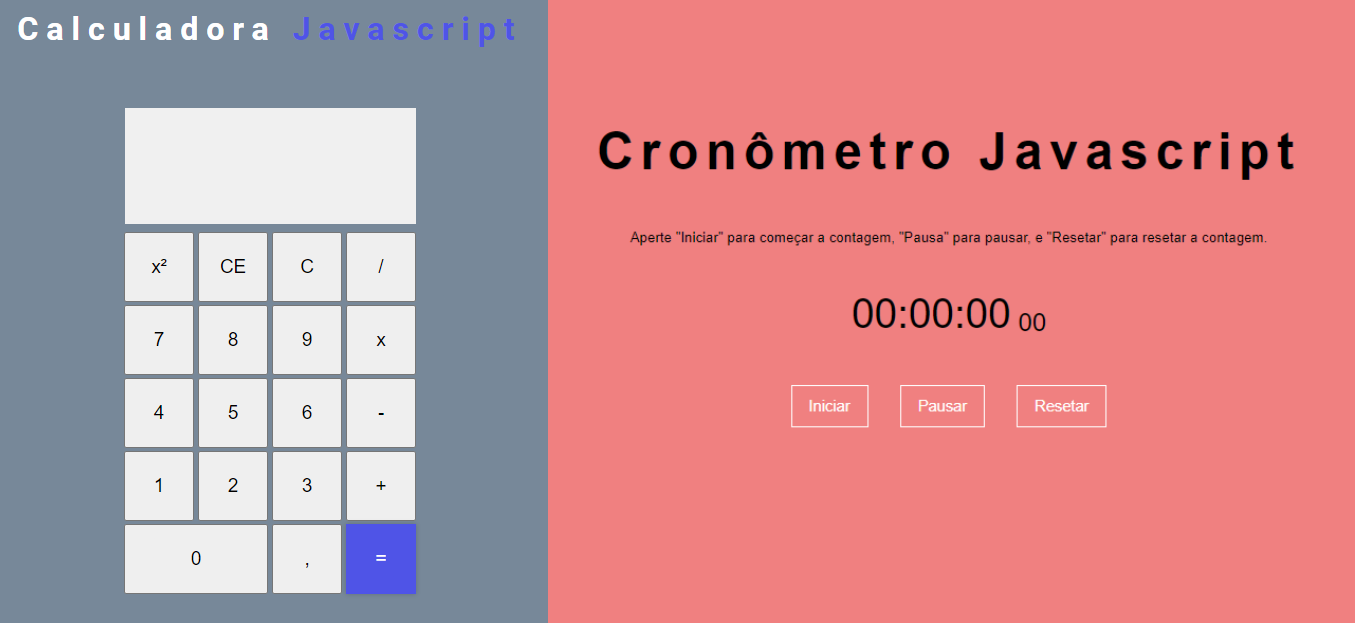 Calculadora Javascript
x² CE C /
7 8 9 x
4 5 6 -
1 2 3 +
0 , =
Cronômetro Javascript
Aperte "Iniciar" para começar a contagem, "Pausa" para pausar, e "Resetar" para resetar a contagem.
00:00:00 00
Iniciar Pausar Resetar